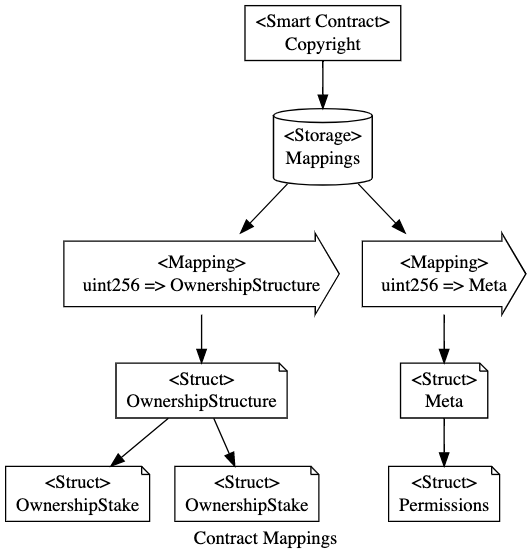 <Smart Contract>
Copyright
<Storage>
Mappings
<Mapping>
uint256 => OwnershipStructure
<Mapping>
uint256 => Meta
<Struct>
OwnershipStructure
<Struct>
Meta
<Struct>
OwnershipStake
<Struct>
OwnershipStake
<Struct>
Permissions
Contract Mappings